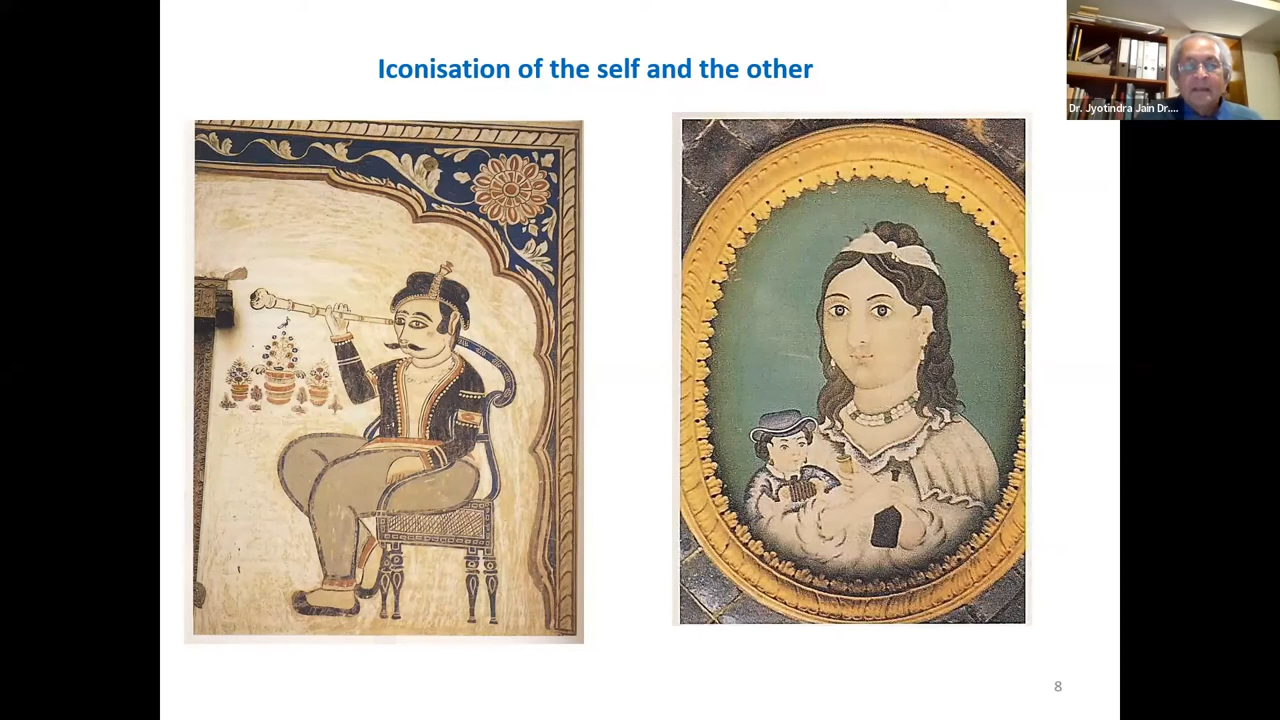 Iconisation of the self and the other
Dr. Jyotindra Jain Dr....
8